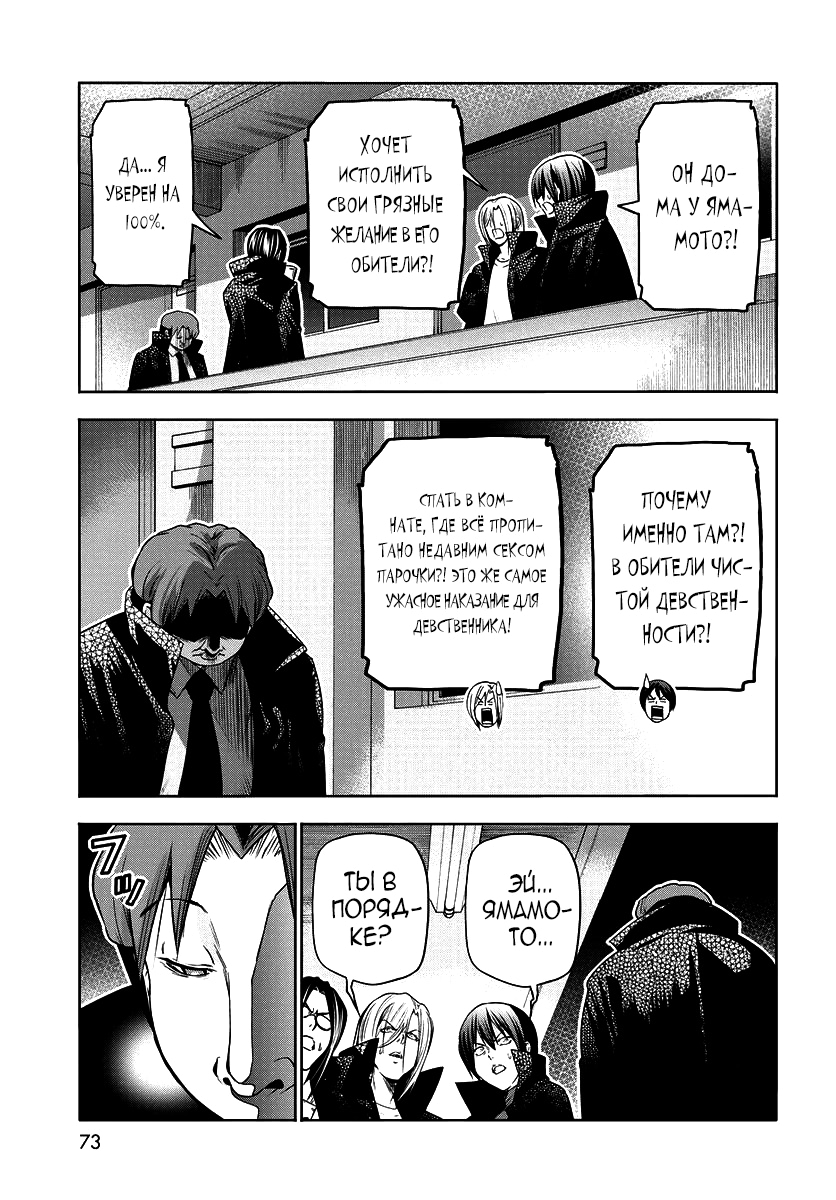 ОН ДО-
МА У ЯМА-
МОТО?!
ХОЧЕТ
ИСПОЛНИТЬ
СВОИ ГРЯЗНЫЕ
ЖЕЛАНИЕ В ЕГО
ОБИТЕЛИ?!
ДА... Я
УВЕРЕН НА
100%.
ПОЧЕМУ
ИМЕННО ТАМ?!
В ОБИТЕЛИ ЧИС-
ТОЙ ДЕВСТВЕН-
НОСТИ?!
СПАТЬ В КОМ-
НАТЕ, ГДЕ ВСЁ ПРОПИ-
ТАНО НЕДАВНИМ СЕКСОМ
ПАРОЧКИ?! ЭТО ЖЕ САМОЕ
УЖАСНОЕ НАКАЗАНИЕ ДЛЯ
ДЕВСТВЕННИКА!
ЭЙ...
ЯМАМО-
ТО...
ТЫ В
ПОРЯД-
КЕ?
フッ
73